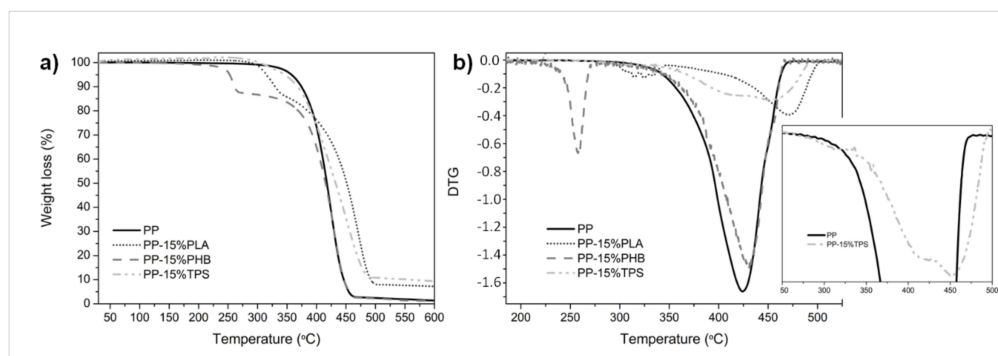 a)
100
90
80
70
60
50
40
30
20
10
0
Weight loss (%)
PP
PP-15%PLA
PP-15%PHB
PP-15%TPS
50 100 150 200 250 300 350 400 450 500 550 600
Temperature (°C)
b)
0.0
-0.2
-0.4
-0.6
-0.8
-1.0
-1.2
-1.4
-1.6
DTG
PP
PP-15%PLA
PP-15%PHB
PP-15%TPS
200 250 300 350 400 450 500
Temperature (°C)
PP
PP-15%TPS
50 100 150 200 250 300 350 400 450 500